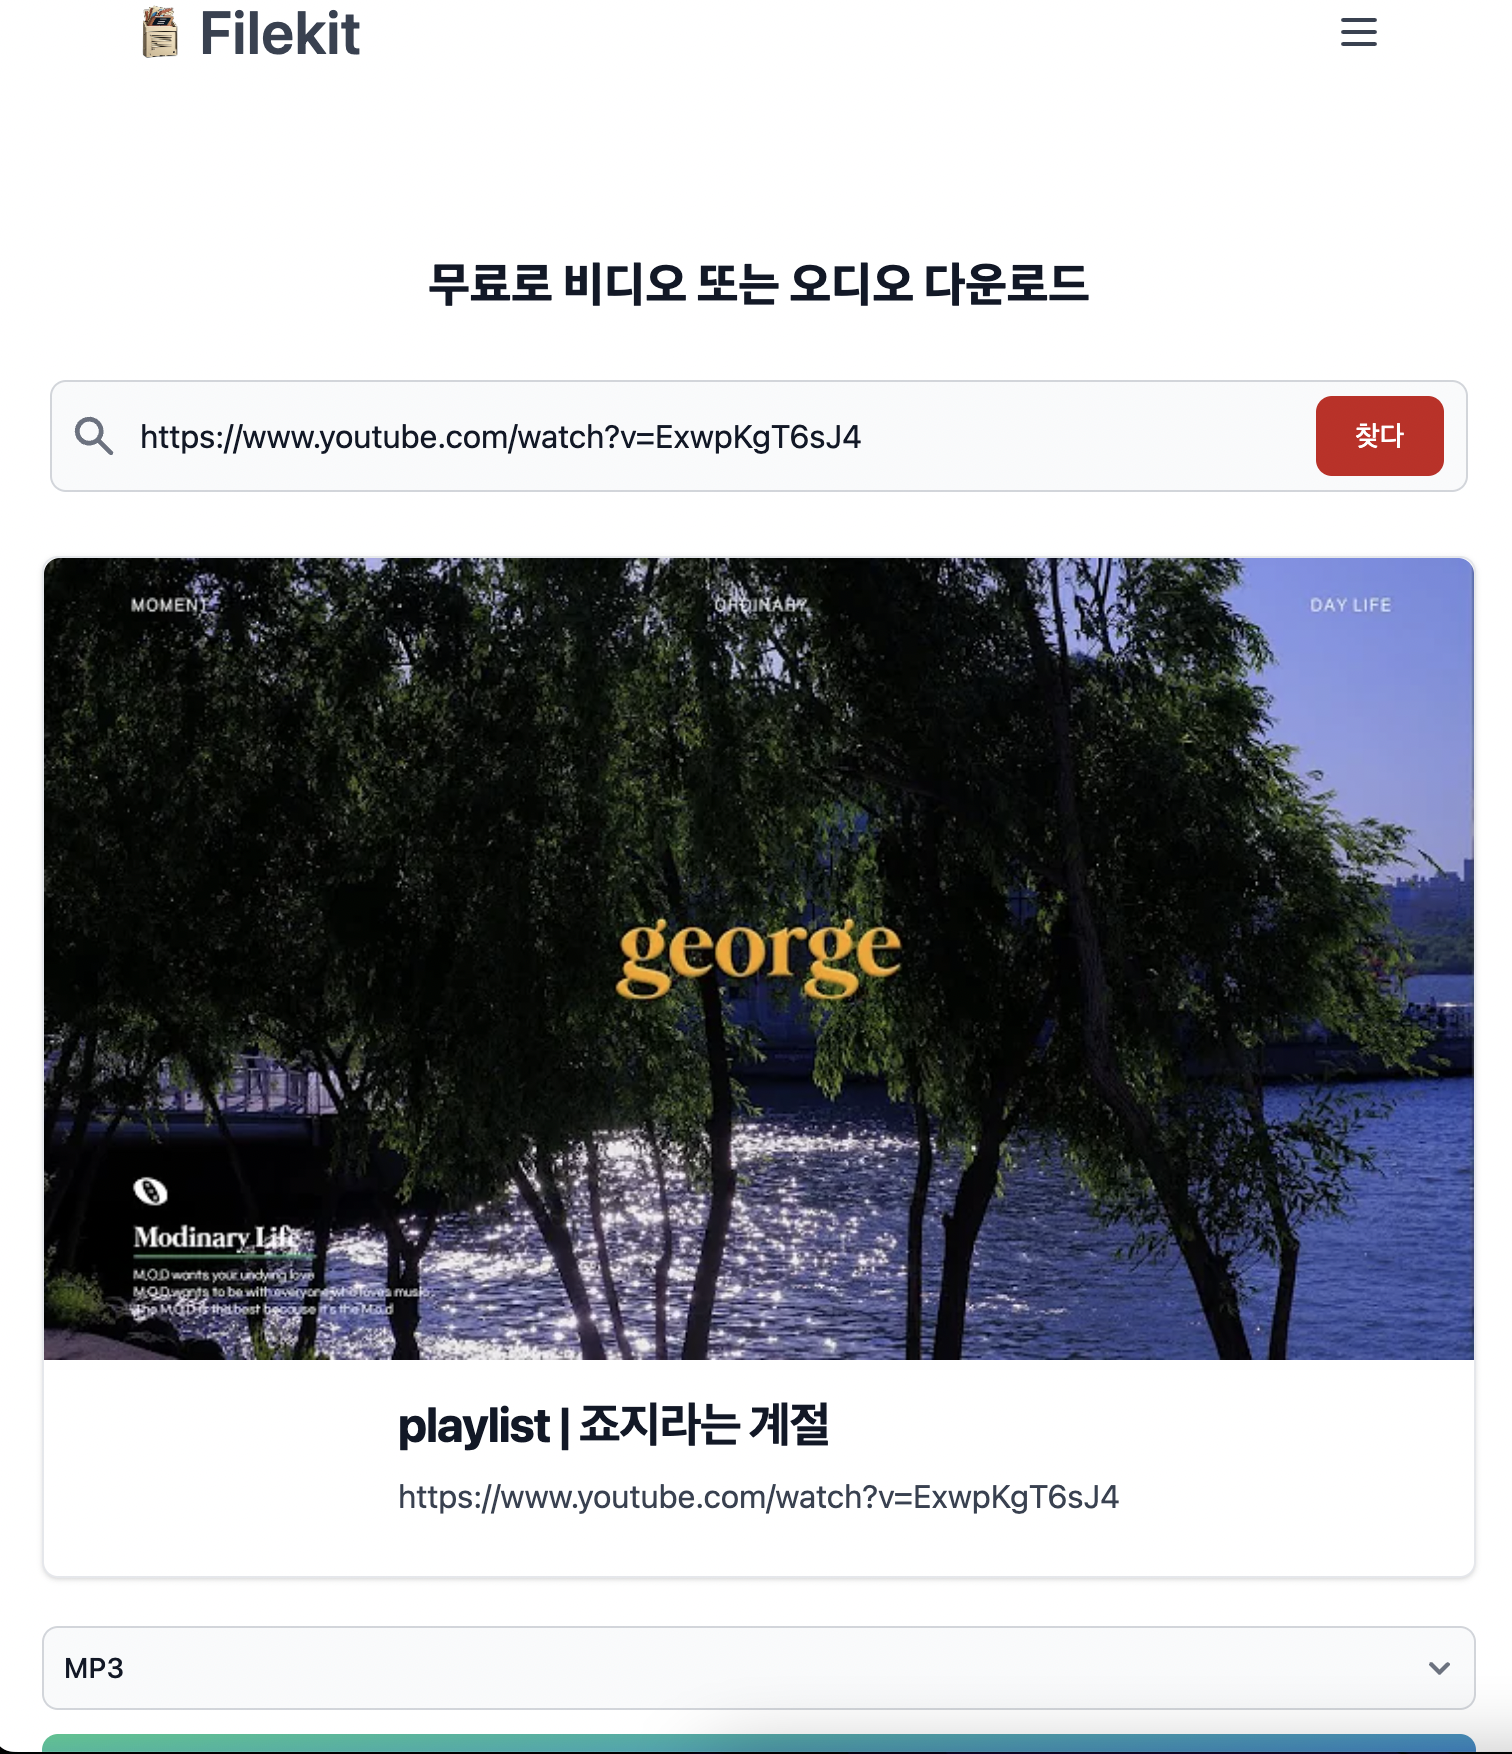 Filekit
무료로 비디오 또는 오디오 다운로드
https://www.youtube.com/watch?v=ExwpKgT6sJ4
찾다
MOMENT
ORDINARY
DAY LIFE
george
Modinary Life
M.O.D wants your undying love
M.O.D wants to be with everyone who loves music.
The M.O.D is the best because it's the M.o.d
playlist | 죠지라는 계절
https://www.youtube.com/watch?v=ExwpKgT6sJ4
MP3